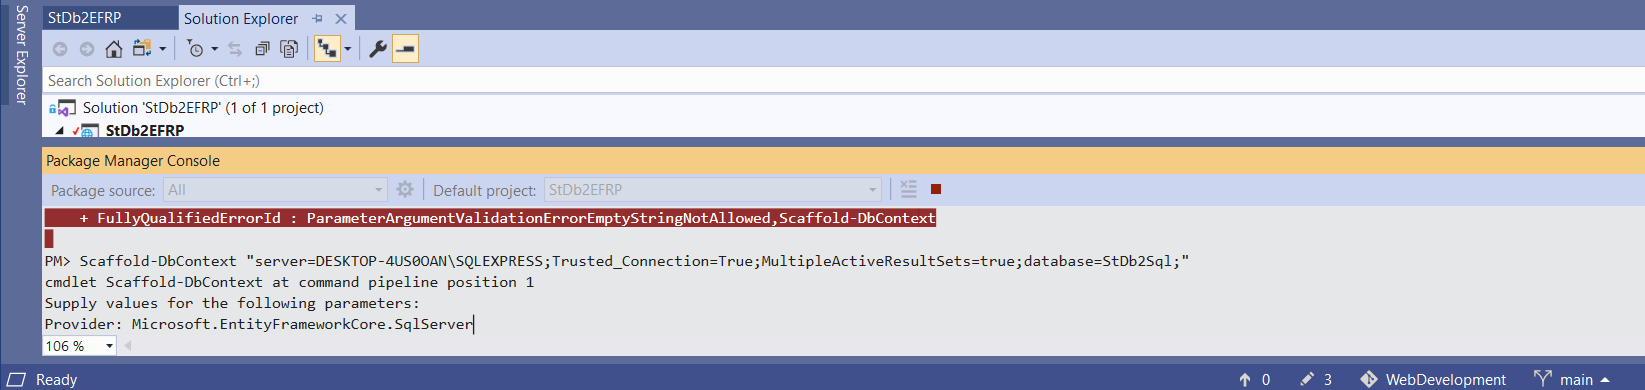 Server Explorer
StDb2EFRP
Solution Explorer
Search Solution Explorer (Ctrl+;)
Solution 'StDb2EFRP' (1 of 1 project)
StDb2EFRP
Package Manager Console
Package source: All Default project: StDb2EFRP
+ FullyQualifiedErrorId : ParameterArgumentValidationErrorEmptyStringNotAllowed,Scaffold-DbContext
PM> Scaffold-DbContext "server=DESKTOP-4US0OAN\SQLEXPRESS;Trusted_Connection=True;MultipleActiveResultSets=true;database=StDb2Sql;"
cmdlet Scaffold-DbContext at command pipeline position 1
Supply values for the following parameters:
Provider: Microsoft.EntityFrameworkCore.SqlServer
106 %
Ready 0 3 WebDevelopment main